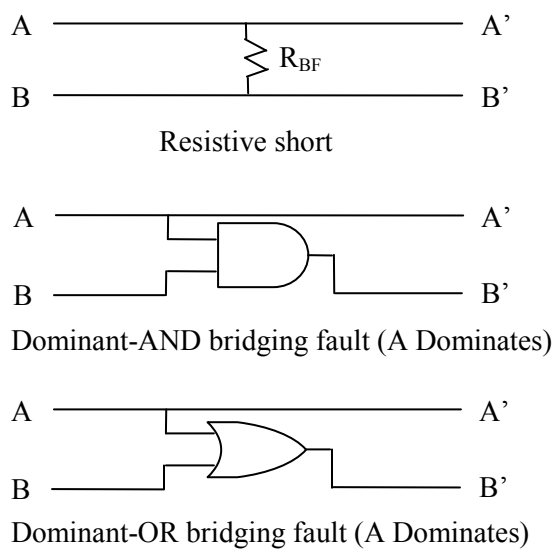 A A’
R_BF
B B’
Resistive short
A A’
B B’
Dominant-AND bridging fault (A Dominates)
A A’
B B’
Dominant-OR bridging fault (A Dominates)